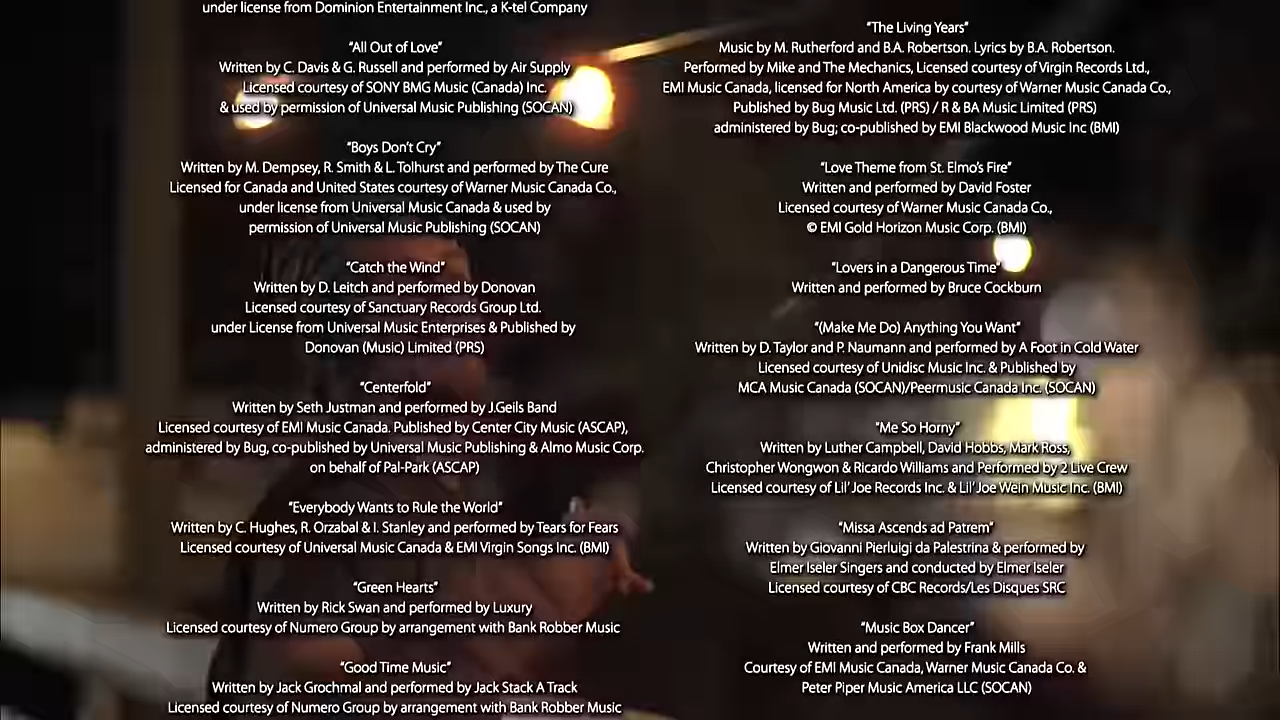 under license from Dominion Entertainment Inc., a K-tel Company
“All Out of Love”
Written by C. Davis & G. Russell and performed by Air Supply
Licensed courtesy of SONY BMG Music (Canada) Inc.
& used by permission of Universal Music Publishing (SOCAN)
“Boys Don’t Cry”
Written by M. Dempsey, R. Smith & L. Tolhurst and performed by The Cure
Licensed for Canada and United States courtesy of Warner Music Canada Co.,
under license from Universal Music Canada & used by
permission of Universal Music Publishing (SOCAN)
“Catch the Wind”
Written by D. Leitch and performed by Donovan
Licensed courtesy of Sanctuary Records Group Ltd.
under License from Universal Music Enterprises & Published by
Donovan (Music) Limited (PRS)
“Centerfold”
Written by Seth Justman and performed by J.Geils Band
Licensed courtesy of EMI Music Canada. Published by Center City Music (ASCAP),
administered by Bug, co-published by Universal Music Publishing & Almo Music Corp.
on behalf of Pal-Park (ASCAP)
“Everybody Wants to Rule the World”
Written by C. Hughes, R. Orzabal & I. Stanley and performed by Tears for Fears
Licensed courtesy of Universal Music Canada & EMI Virgin Songs Inc. (BMI)
“Green Hearts”
Written by Rick Swan and performed by Luxury
Licensed courtesy of Numero Group by arrangement with Bank Robber Music
“Good Time Music”
Written by Jack Grochmal and performed by Jack Stack A Track
Licensed courtesy of Numero Group by arrangement with Bank Robber Music
“The Living Years”
Music by M. Rutherford and B.A. Robertson. Lyrics by B.A. Robertson.
Performed by Mike and The Mechanics, Licensed courtesy of Virgin Records Ltd.,
EMI Music Canada, licensed for North America by courtesy of Warner Music Canada Co.,
Published by Bug Music Ltd. (PRS) / R & BA Music Limited (PRS)
administered by Bug; co-published by EMI Blackwood Music Inc (BMI)
“Love Theme from St. Elmo’s Fire”
Written and performed by David Foster
Licensed courtesy of Warner Music Canada Co.,
© EMI Gold Horizon Music Corp. (BMI)
“Lovers in a Dangerous Time”
Written and performed by Bruce Cockburn
“(Make Me Do) Anything You Want”
Written by D. Taylor and P. Naumann and performed by A Foot in Cold Water
Licensed courtesy of Unidisc Music Inc. & Published by
MCA Music Canada (SOCAN)/Peermusic Canada Inc. (SOCAN)
“Me So Horny”
Written by Luther Campbell, David Hobbs, Mark Ross,
Christopher Wongwon & Ricardo Williams and Performed by 2 Live Crew
Licensed courtesy of Lil’ Joe Records Inc. & Lil’ Joe Wein Music Inc. (BMI)
“Missa Ascends ad Patrem”
Written by Giovanni Pierluigi da Palestrina & performed by
Elmer Iseler Singers and conducted by Elmer Iseler
Licensed courtesy of CBC Records/Les Disques SRC
“Music Box Dancer”
Written and performed by Frank Mills
Courtesy of EMI Music Canada, Warner Music Canada Co. &
Peter Piper Music America LLC (SOCAN)